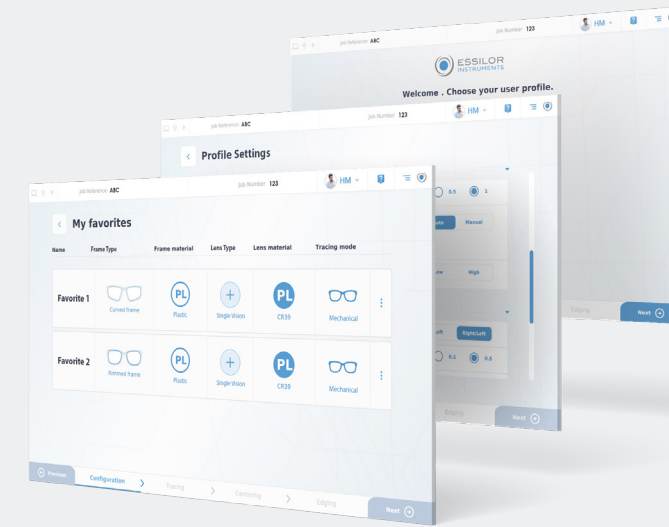 Job Reference ABC
Job Number 123
HM
ESSILOR
INSTRUMENTS
Welcome , Choose your user profile.
Edging
Next
Job Reference ABC
Job Number 123
HM
Profile Settings
0.5
1
Manual
High
Right/Left
0.1
0.5
Edging
Next
Job Reference ABC
Job Number 123
HM
My favorites
Name Frame Type Frame material Lens Type Lens material Tracing mode
Favorite 1
PL
PL
Curved frame Plastic Single Vision CR39 Mechanical
Favorite 2
PL
PL
Rimmed frame Plastic Single Vision CR39 Mechanical
Previous Configuration Tracing Centering Edging Next